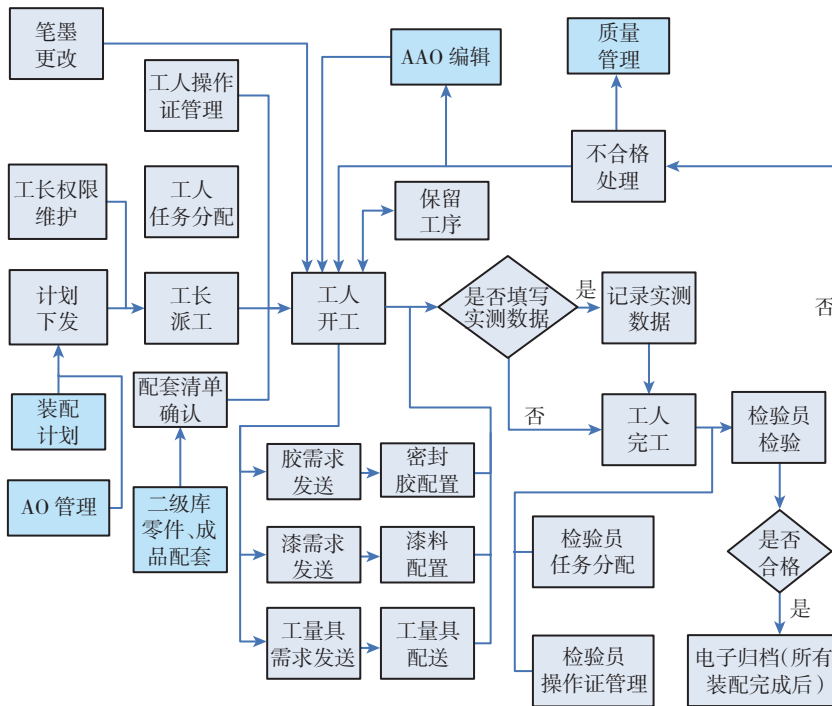 笔墨
更改
工人操作
证管理
AAO 编辑
质量
管理
不合格
处理
工长权限
维护
工人
任务分配
保留
工序
计划
下发
工长
派工
工人
开工
是否填写
实测数据
是
记录实测
数据
否
装配
计划
配套清单
确认
否
工人
完工
检验员
检验
AO 管理
二级库
零件、成
品配套
胶需求
发送
密封
胶配置
漆需求
发送
漆料
配置
检验员
任务分配
是否
合格
是
工量具
需求发送
工量具
配送
检验员
操作证管理
电子归档(所有
装配完成后)